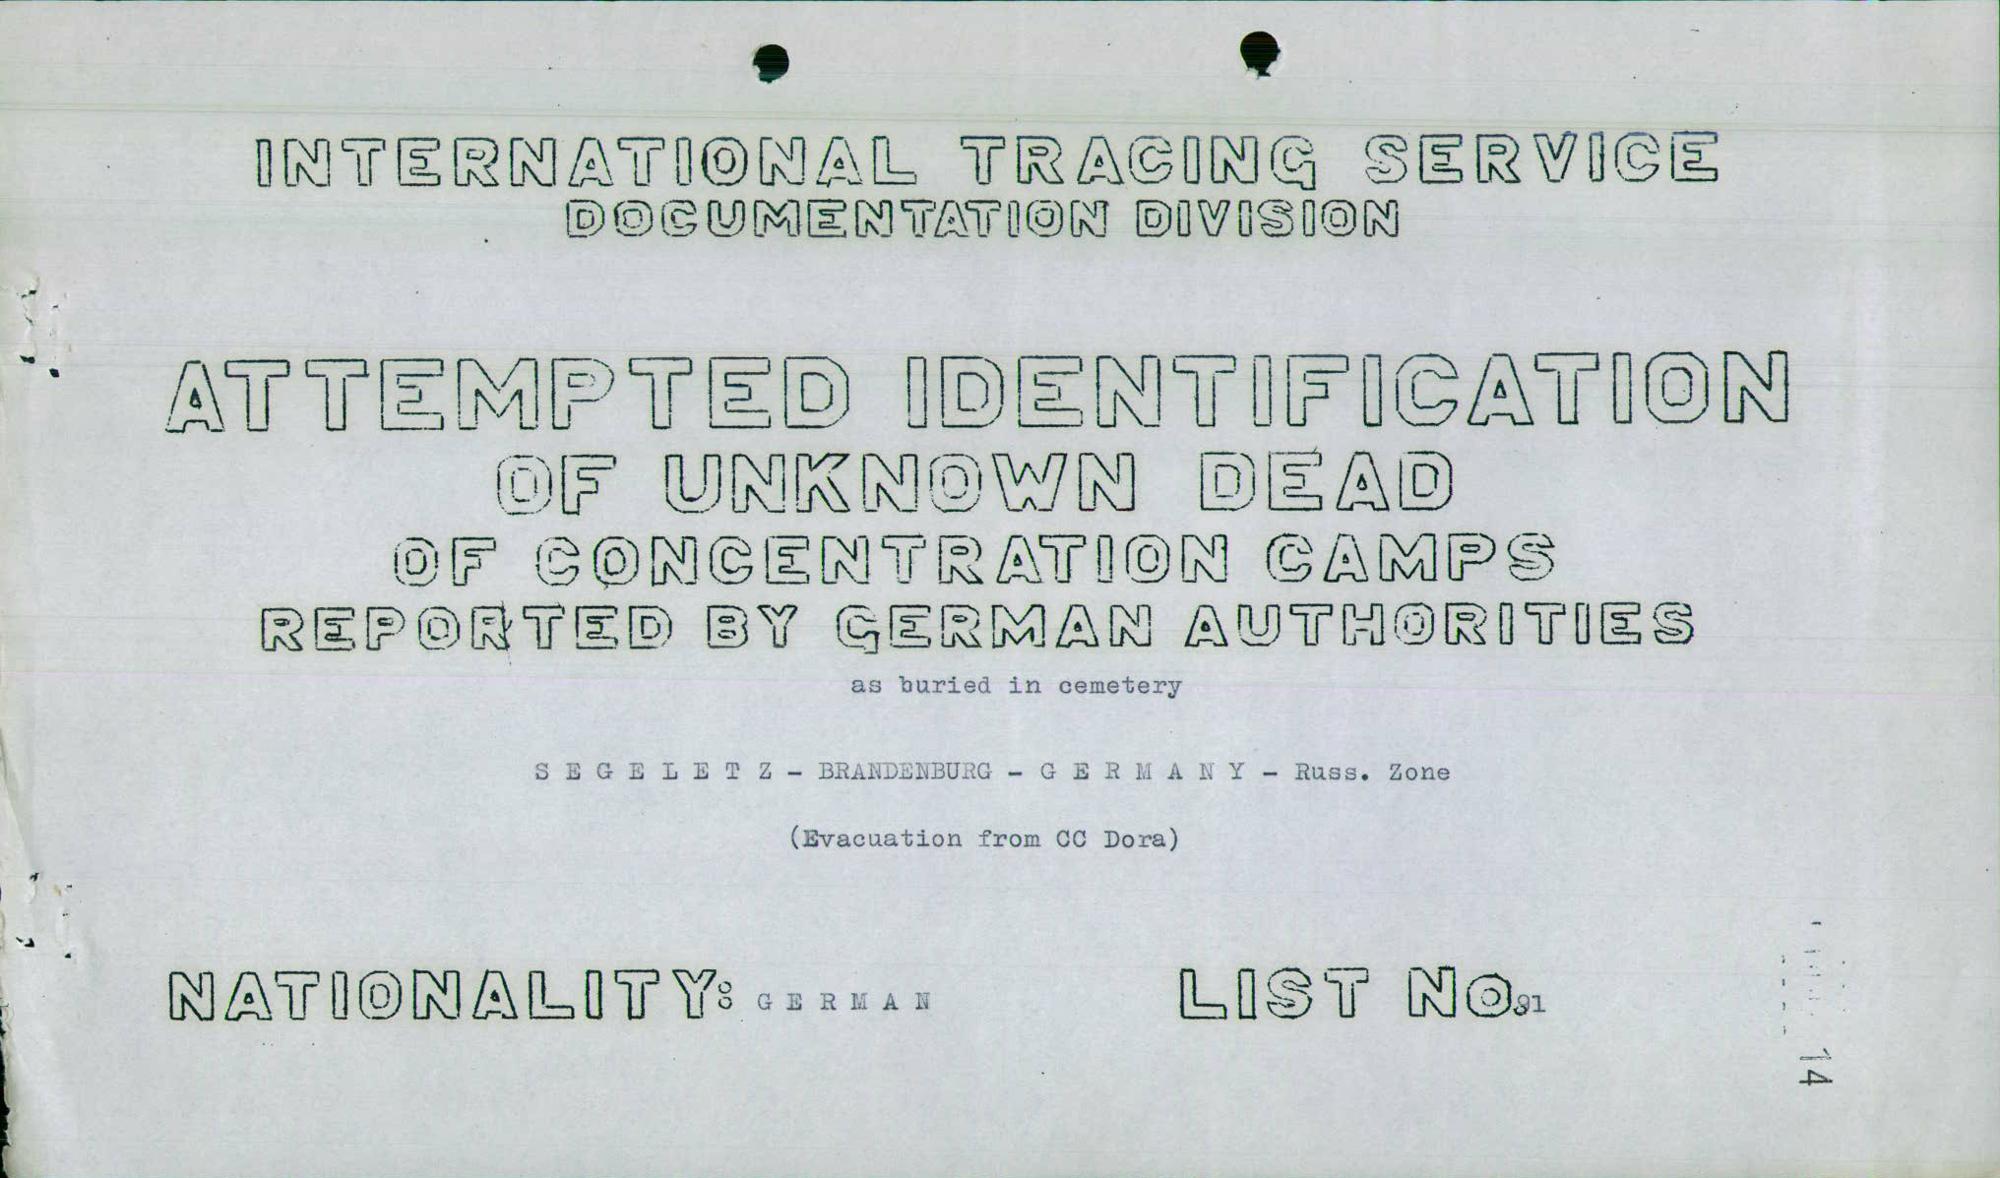 INTERNATIONAL TRACING SERVICE
DOCUMENTATION DIVISION
ATTEMPTED IDENTIFICATION
OF UNKNOWN DEAD
OF CONCENTRATION CAMPS
REPORTED BY GERMAN AUTHORITIES
as buried in cemetery
S E G E L E T Z - BRANDENBURG - G E R M A N Y - Russ. Zone
(Evacuation from CC Dora)
NATIONALITY: G E R M A N
LIST NO.
14